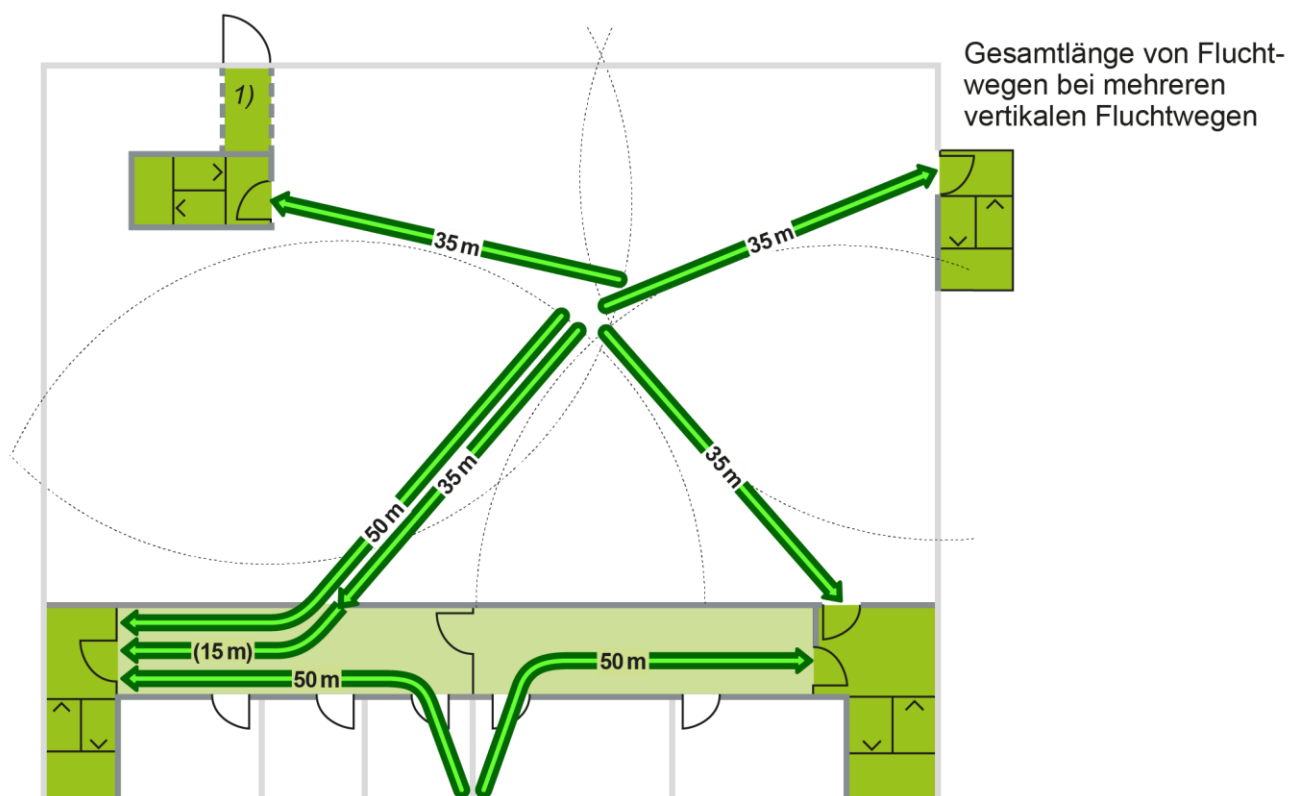 Gesamtlänge von Flucht-
wegen bei mehreren
vertikalen Fluchtwegen
1)
35 m
35 m
50 m
35 m
35 m
(15 m)
50 m
50 m